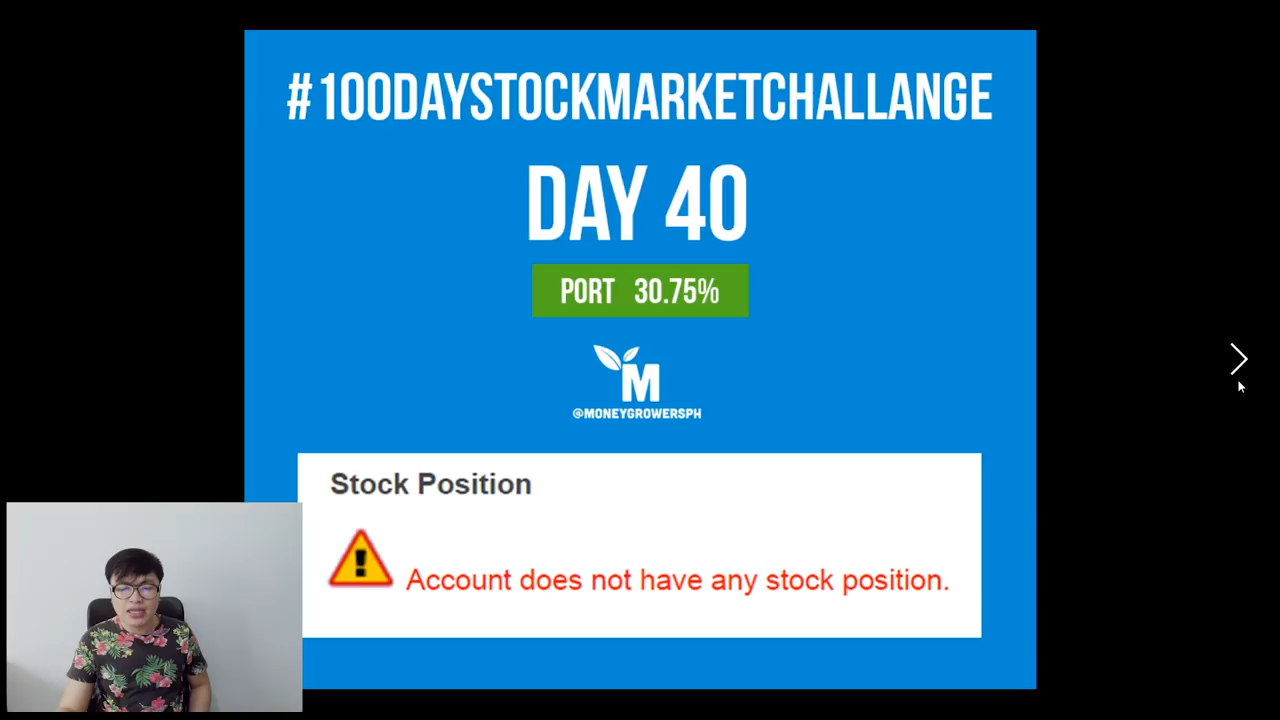 #100DAYSTOCKMARKETCHALLANGE
DAY 40
PORT 30.75%
M
@MONEYGROWERSPH
Stock Position
Account does not have any stock position.